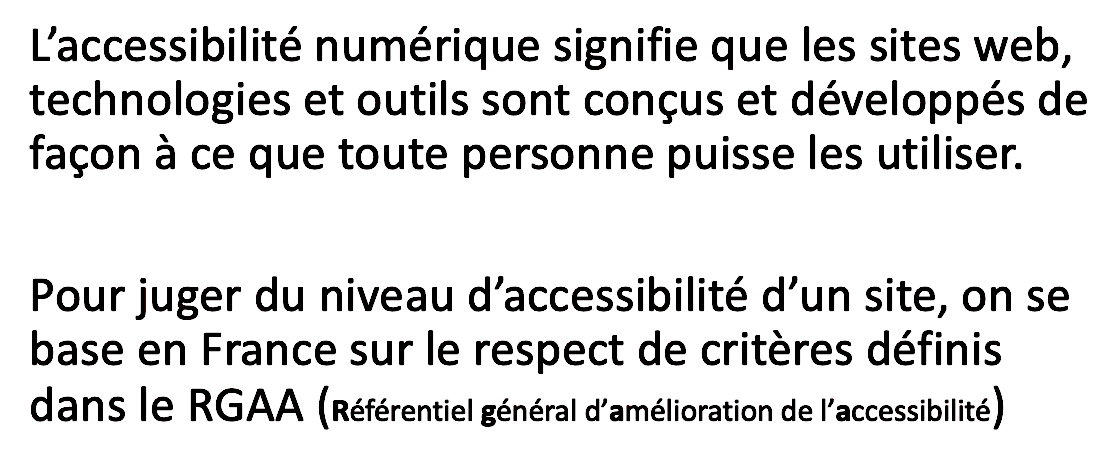 L’accessibilité numérique signifie que les sites web,
technologies et outils sont conçus et développés de
façon à ce que toute personne puisse les utiliser.
Pour juger du niveau d’accessibilité d’un site, on se
base en France sur le respect de critères définis
dans le RGAA (Référentiel général d’amélioration de l’accessibilité)